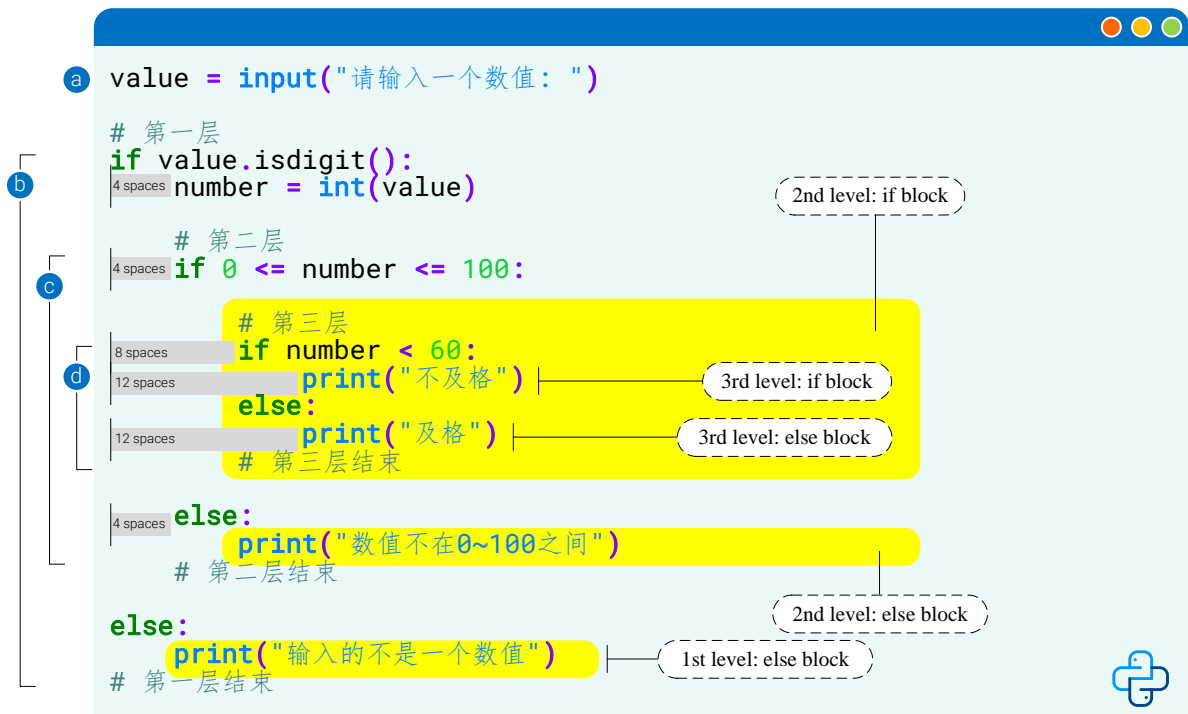 a
value = input("请输入一个数值: ")
# 第一层
b
if value.isdigit():
4 spaces
number = int(value)
2nd level: if block
# 第二层
c
4 spaces
if 0 <= number <= 100:
# 第三层
d
8 spaces
if number < 60:
12 spaces
print("不及格")
3rd level: if block
else:
12 spaces
print("及格")
3rd level: else block
# 第三层结束
4 spaces
else:
print("数值不在0~100之间")
# 第二层结束
2nd level: else block
else:
print("输入的不是一个数值")
1st level: else block
# 第一层结束